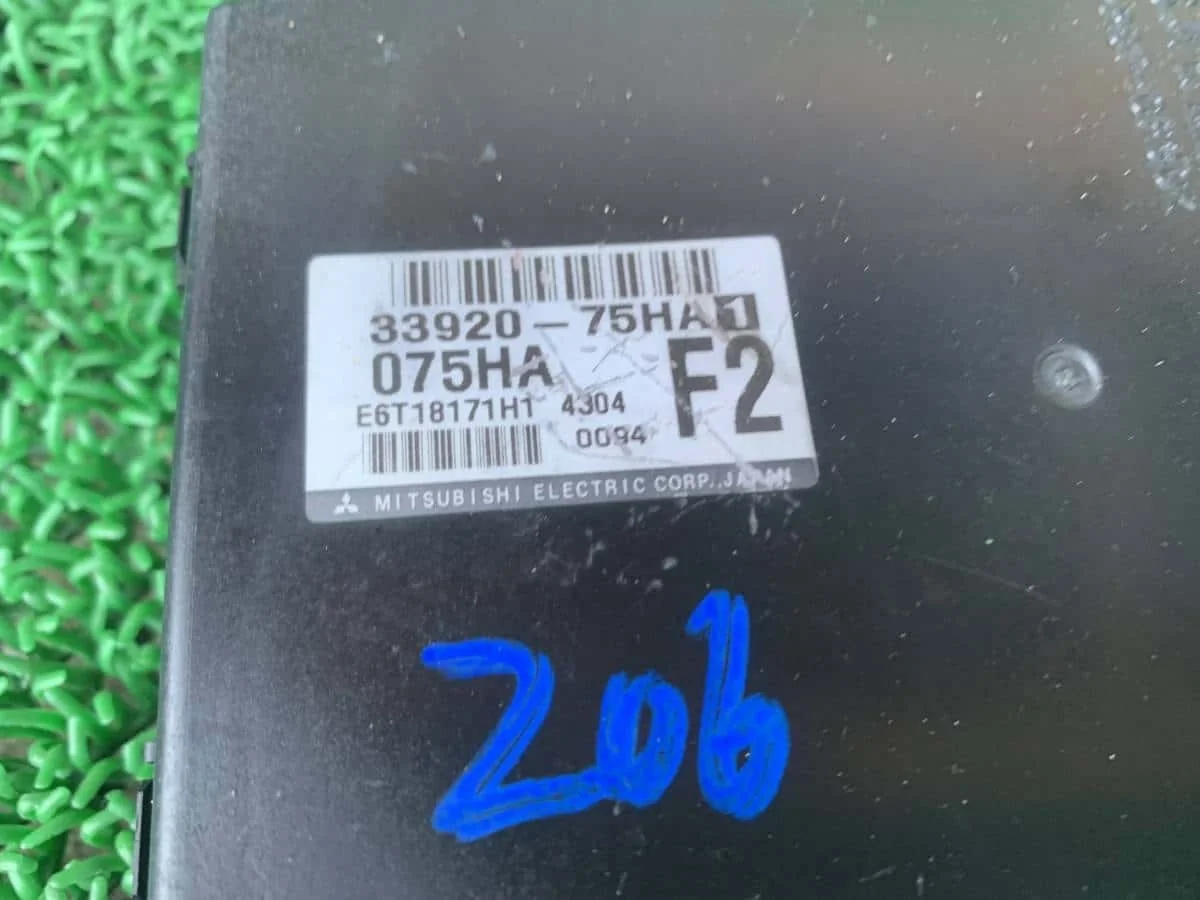 33920-75HA1
075HA F2
E6T18171H1 4304
0094
MITSUBISHI ELECTRIC CORP., JAPAN
206